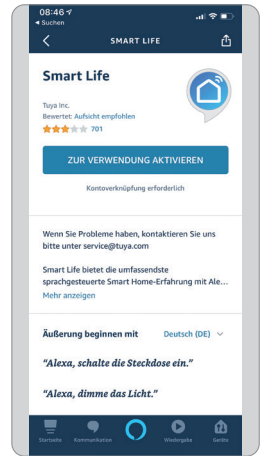 08:46
Suchen
SMART LIFE
Smart Life
Tuya Inc.
Bewertet: Aufsicht empfohlen
701
ZUR VERWENDUNG AKTIVIEREN
Kontoverknüpfung erforderlich
Wenn Sie Probleme haben, kontaktieren Sie uns
bitte unter service@tuya.com
Smart Life bietet die umfassendste
sprachgesteuerte Smart Home-Erfahrung mit Ale...
Mehr anzeigen
Äußerung beginnen mit Deutsch (DE)
"Alexa, schalte die Steckdose ein."
"Alexa, dimme das Licht."
Startseite Kommunikation Wiedergabe Geräte